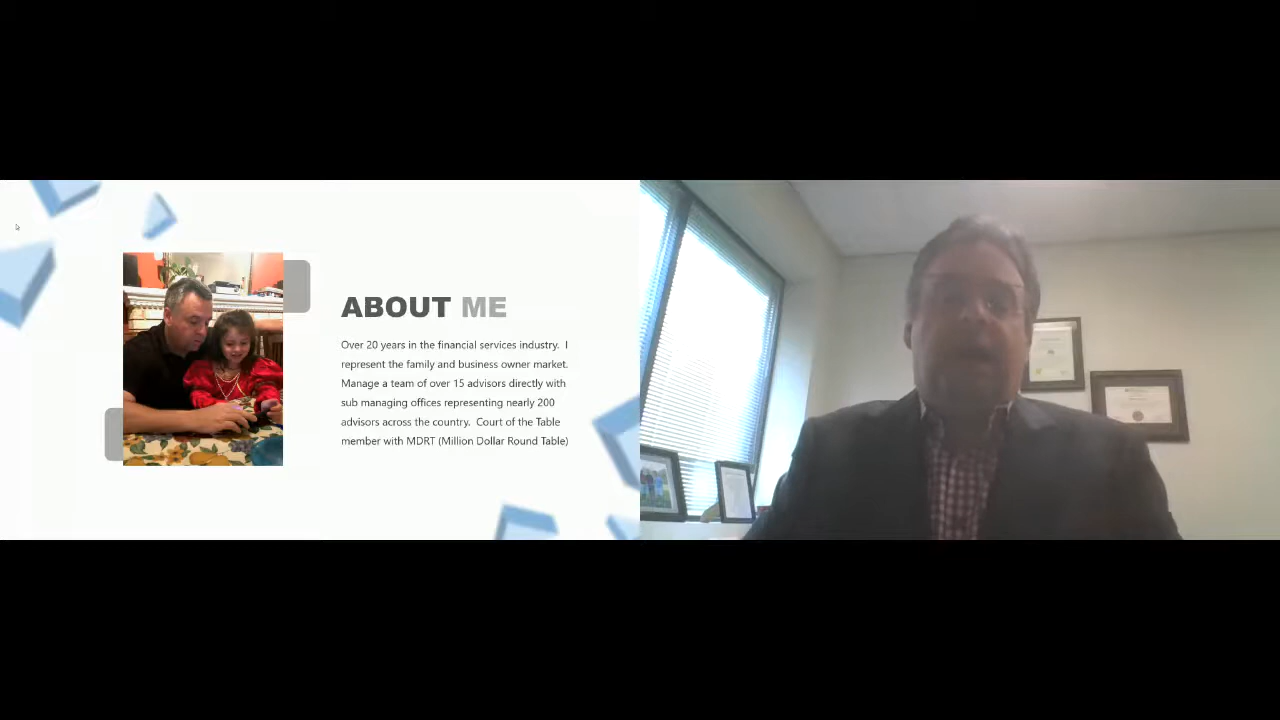 ABOUT ME
Over 20 years in the financial services industry. I
represent the family and business owner market.
Manage a team of over 15 advisors directly with
sub managing offices representing nearly 200
advisors across the country. Court of the Table
member with MDRT (Million Dollar Round Table)